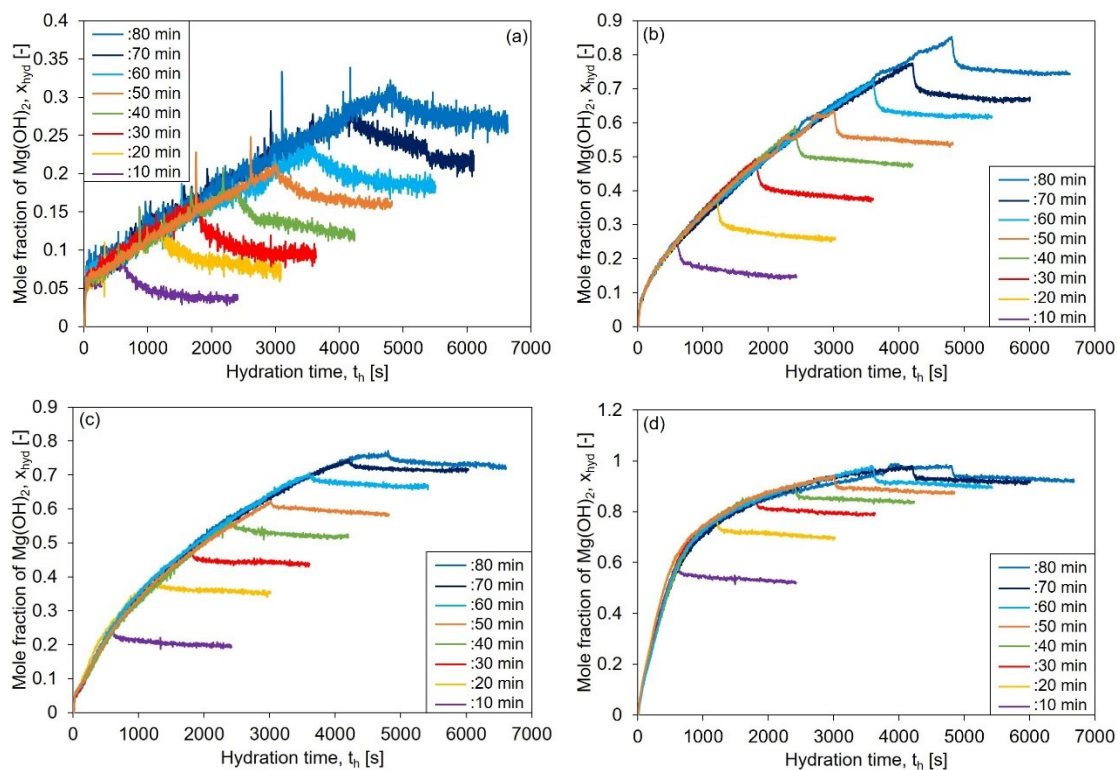 (a)
Mole fraction of Mg(OH)₂, x_hyd [-]
0.4
0.35
0.3
0.25
0.2
0.15
0.1
0.05
0
:80 min
:70 min
:60 min
:50 min
:40 min
:30 min
:20 min
:10 min
0 1000 2000 3000 4000 5000 6000 7000
Hydration time, t_h [s]
(b)
Mole fraction of Mg(OH)₂, x_hyd [-]
0.9
0.8
0.7
0.6
0.5
0.4
0.3
0.2
0.1
0
:80 min
:70 min
:60 min
:50 min
:40 min
:30 min
:20 min
:10 min
0 1000 2000 3000 4000 5000 6000 7000
Hydration time, t_h [s]
(c)
Mole fraction of Mg(OH)₂, x_hyd [-]
0.9
0.8
0.7
0.6
0.5
0.4
0.3
0.2
0.1
0
:80 min
:70 min
:60 min
:50 min
:40 min
:30 min
:20 min
:10 min
0 1000 2000 3000 4000 5000 6000 7000
Hydration time, t_h [s]
(d)
Mole fraction of Mg(OH)₂, x_hyd [-]
1.2
1
0.8
0.6
0.4
0.2
0
:80 min
:70 min
:60 min
:50 min
:40 min
:30 min
:20 min
:10 min
0 1000 2000 3000 4000 5000 6000 7000
Hydration time, t_h [s]